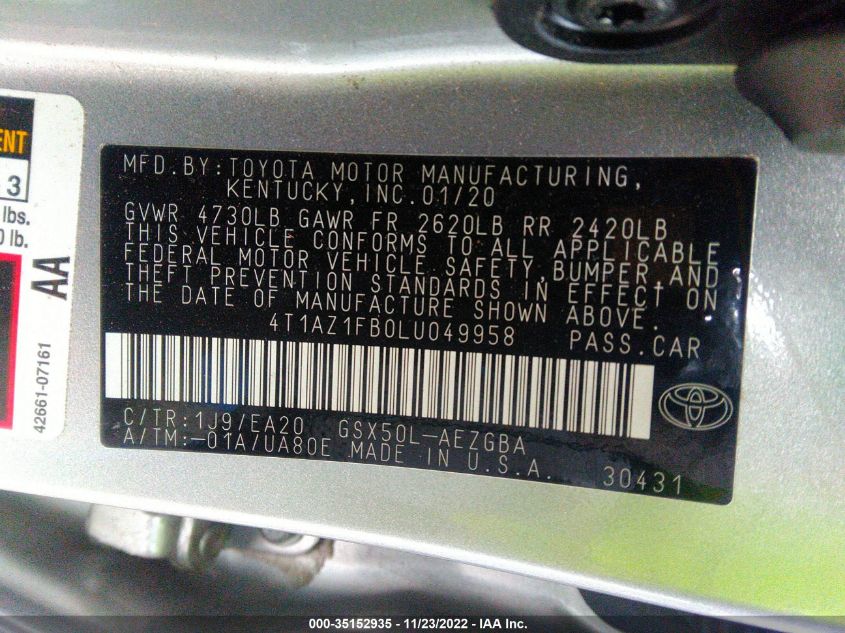 ENT
3
lbs.
0 lb.
AA
42661-07161
MFD.BY:TOYOTA MOTOR MANUFACTURING,
KENTUCKY,INC.01/20
GVWR 4730LB GAWR FR 2620LB RR 2420LB
THIS VEHICLE CONFORMS TO ALL APPLICABLE
FEDERAL MOTOR VEHICLE SAFETY,BUMPER,AND
THEFT PREVENTION STANDARDS IN EFFECT ON
THE DATE OF MANUFACTURE SHOWN ABOVE.
4T1AZ1FB0LU049958 PASS.CAR
C/TR:1J9/EA20 GSX50L-AEZGBA
A/TM:-01A/UA80E MADE IN U.S.A. 30431
000-35152935 - 11/23/2022 - IAA Inc.